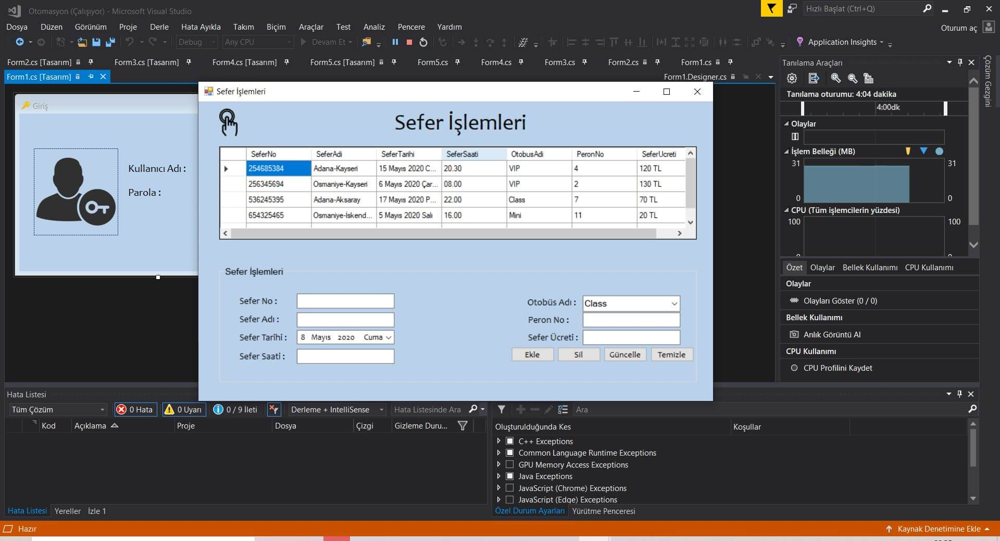 Otomasyon (Çalışıyor) - Microsoft Visual Studio
Hızlı Başlat (Ctrl+Q)
Dosya Düzen Görünüm Proje Derle Hata Ayıkla Takım Biçim Araçlar Test Analiz Pencere Yardım
Oturum aç
Debug Any CPU Devam Et Application Insights
Form2.cs [Tasarım] Form3.cs [Tasarım] Form4.cs [Tasarım] Form5.cs [Tasarım] Form5.cs Form4.cs Form3.cs Form2.cs Form1.cs
Form1.cs [Tasarım] Form1.Designer.cs
Giriş
Kullanıcı Adı :
Parola :
Sefer İşlemleri
Sefer İşlemleri
SeferNo SeferAdi SeferTarihi SeferSaati OtobusAdi PeronNo SeferUcreti
254685384 Adana-Kayseri 15 Mayıs 2020 C... 20.30 VIP 4 120 TL
256345694 Osmaniye-Kayseri 6 Mayıs 2020 Çar... 08.00 VIP 2 130 TL
536245395 Adana-Aksaray 17 Mayıs 2020 P... 22.00 Class 7 70 TL
654325465 Osmaniye-İskend... 5 Mayıs 2020 Salı 16.00 Mini 11 20 TL
Sefer İşlemleri
Sefer No :
Sefer Adı :
Sefer Tarihi : 8 Mayıs 2020 Cuma
Sefer Saati :
Otobüs Adı : Class
Peron No :
Sefer Ücreti :
Ekle Sil Güncelle Temizle
Tanılama Araçları
Tanılama oturumu: 4:04 dakika
4:00dk
Olaylar
İşlem Belleği (MB)
31 31
0 0
CPU (Tüm işlemcilerin yüzdesi)
100 100
0 0
Özet Olaylar Bellek Kullanımı CPU Kullanımı
Olaylar
Olayları Göster (0 / 0)
Bellek Kullanımı
Anlık Görüntü Al
CPU Kullanımı
CPU Profilini Kaydet
Çözüm Gezgini
Hata Listesi
Tüm Çözüm 0 Hata 0 Uyarı 0 / 9 İleti Derleme + IntelliSense Hata Listesinde Ara
Kod Açıklama Proje Dosya Çizgi Gizleme Duru...
Hata Listesi Yereller İzle 1
Ara
Oluşturulduğunda Kes Koşullar
C++ Exceptions
Common Language Runtime Exceptions
GPU Memory Access Exceptions
Java Exceptions
JavaScript (Chrome) Exceptions
JavaScript (Edge) Exceptions
Özel Durum Ayarları Yürütme Penceresi
Hazır
Kaynak Denetimine Ekle